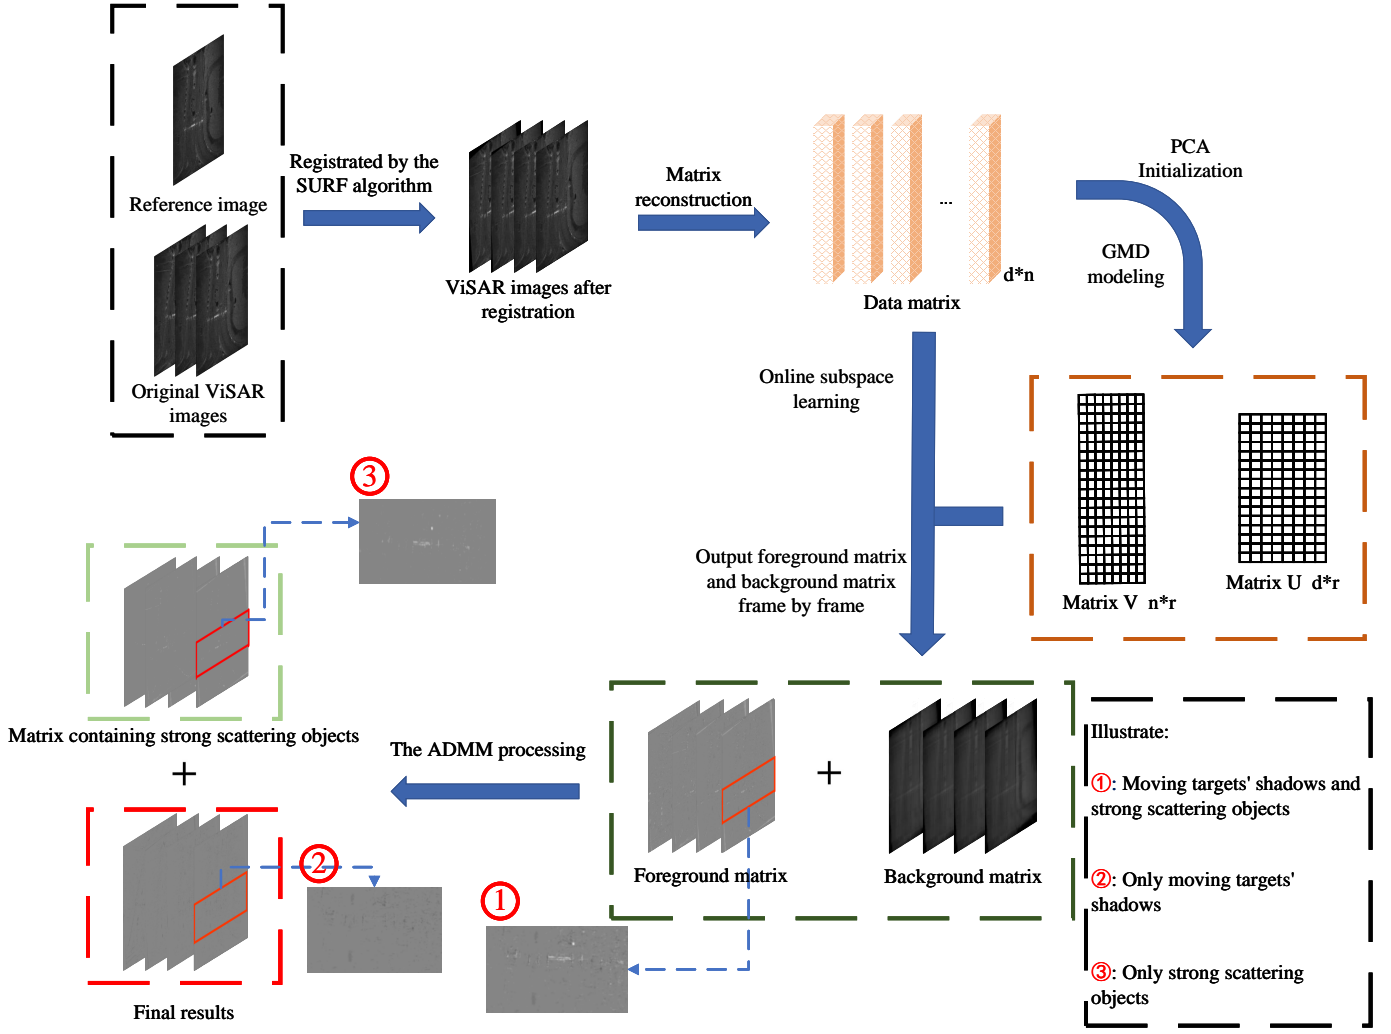 Reference image
Original ViSAR
images
Registrated by the
SURF algorithm
ViSAR images after
registration
Matrix
reconstruction
...
d*n
Data matrix
PCA
Initialization
GMD
modeling
Online subspace
learning
Output foreground matrix
and background matrix
frame by frame
Matrix V n*r
Matrix U d*r
3
Matrix containing strong scattering objects
+
The ADMM processing
+
Foreground matrix
Background matrix
2
1
Final results
Illustrate:
①: Moving targets' shadows and
strong scattering objects
②: Only moving targets'
shadows
③: Only strong scattering
objects